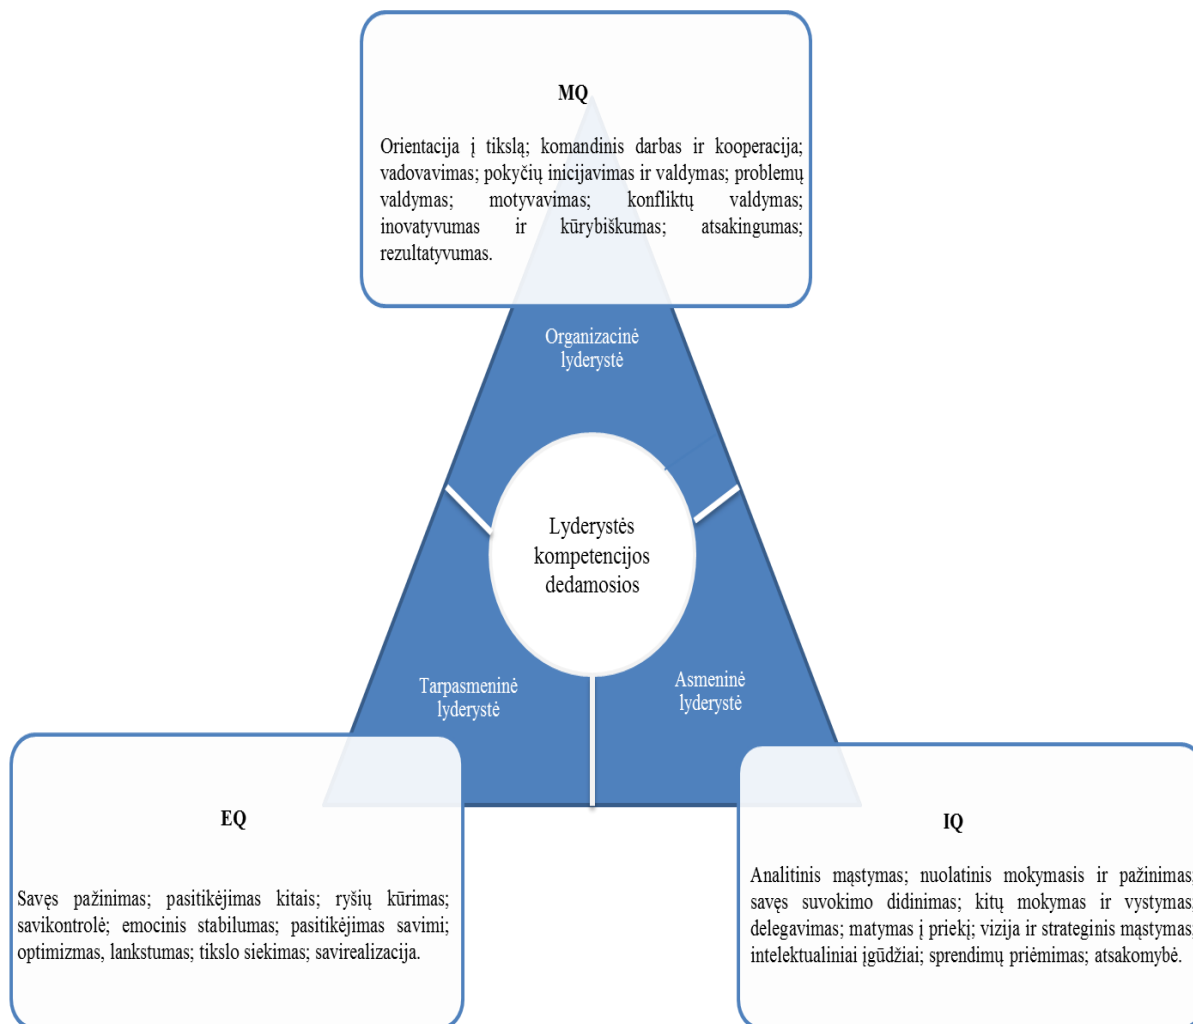 MQ
Orientacija į tikslą; komandinis darbas ir kooperacija;
vadovavimas; pokyčių inicijavimas ir valdymas; problemų
valdymas; motyvavimas; konfliktų valdymas;
inovatyvumas ir kūrybiškumas; atsakingumas;
rezultatyvumas.
Organizacinė
lyderystė
Lyderystės
kompetencijos
dedamosios
Tarpasmeninė
lyderystė
Asmeninė
lyderystė
EQ
Savęs pažinimas; pasitikėjimas kitais; ryšių kūrimas;
savikontrolė; emocinis stabilumas; pasitikėjimas savimi;
optimizmas, lankstumas; tikslo siekimas; savirealizacija.
IQ
Analitinis mąstymas; nuolatinis mokymasis ir pažinimas;
savęs suvokimo didinimas; kitų mokymas ir vystymas;
delegavimas; matymas į priekį; vizija ir strateginis mąstymas;
intelektualiniai įgūdžiai; sprendimų priėmimas; atsakomybė.